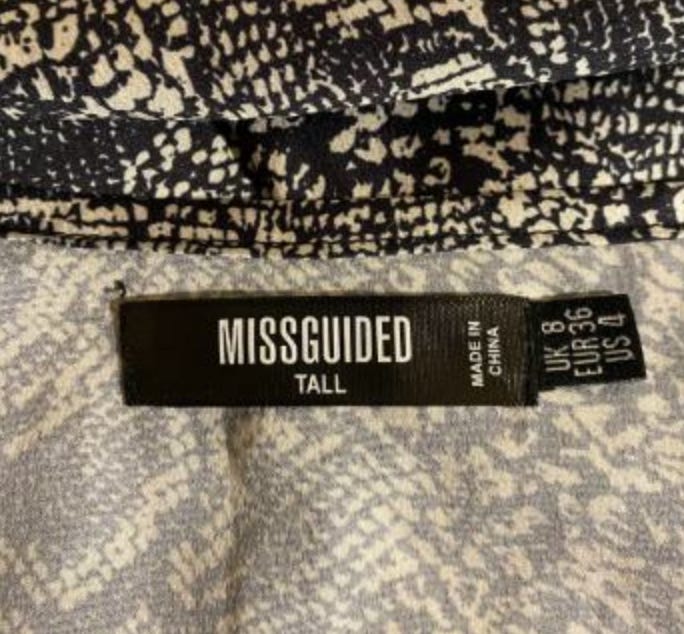 MISSGUIDED
TALL
MADE IN
CHINA
UK 8
EUR 36
US 4